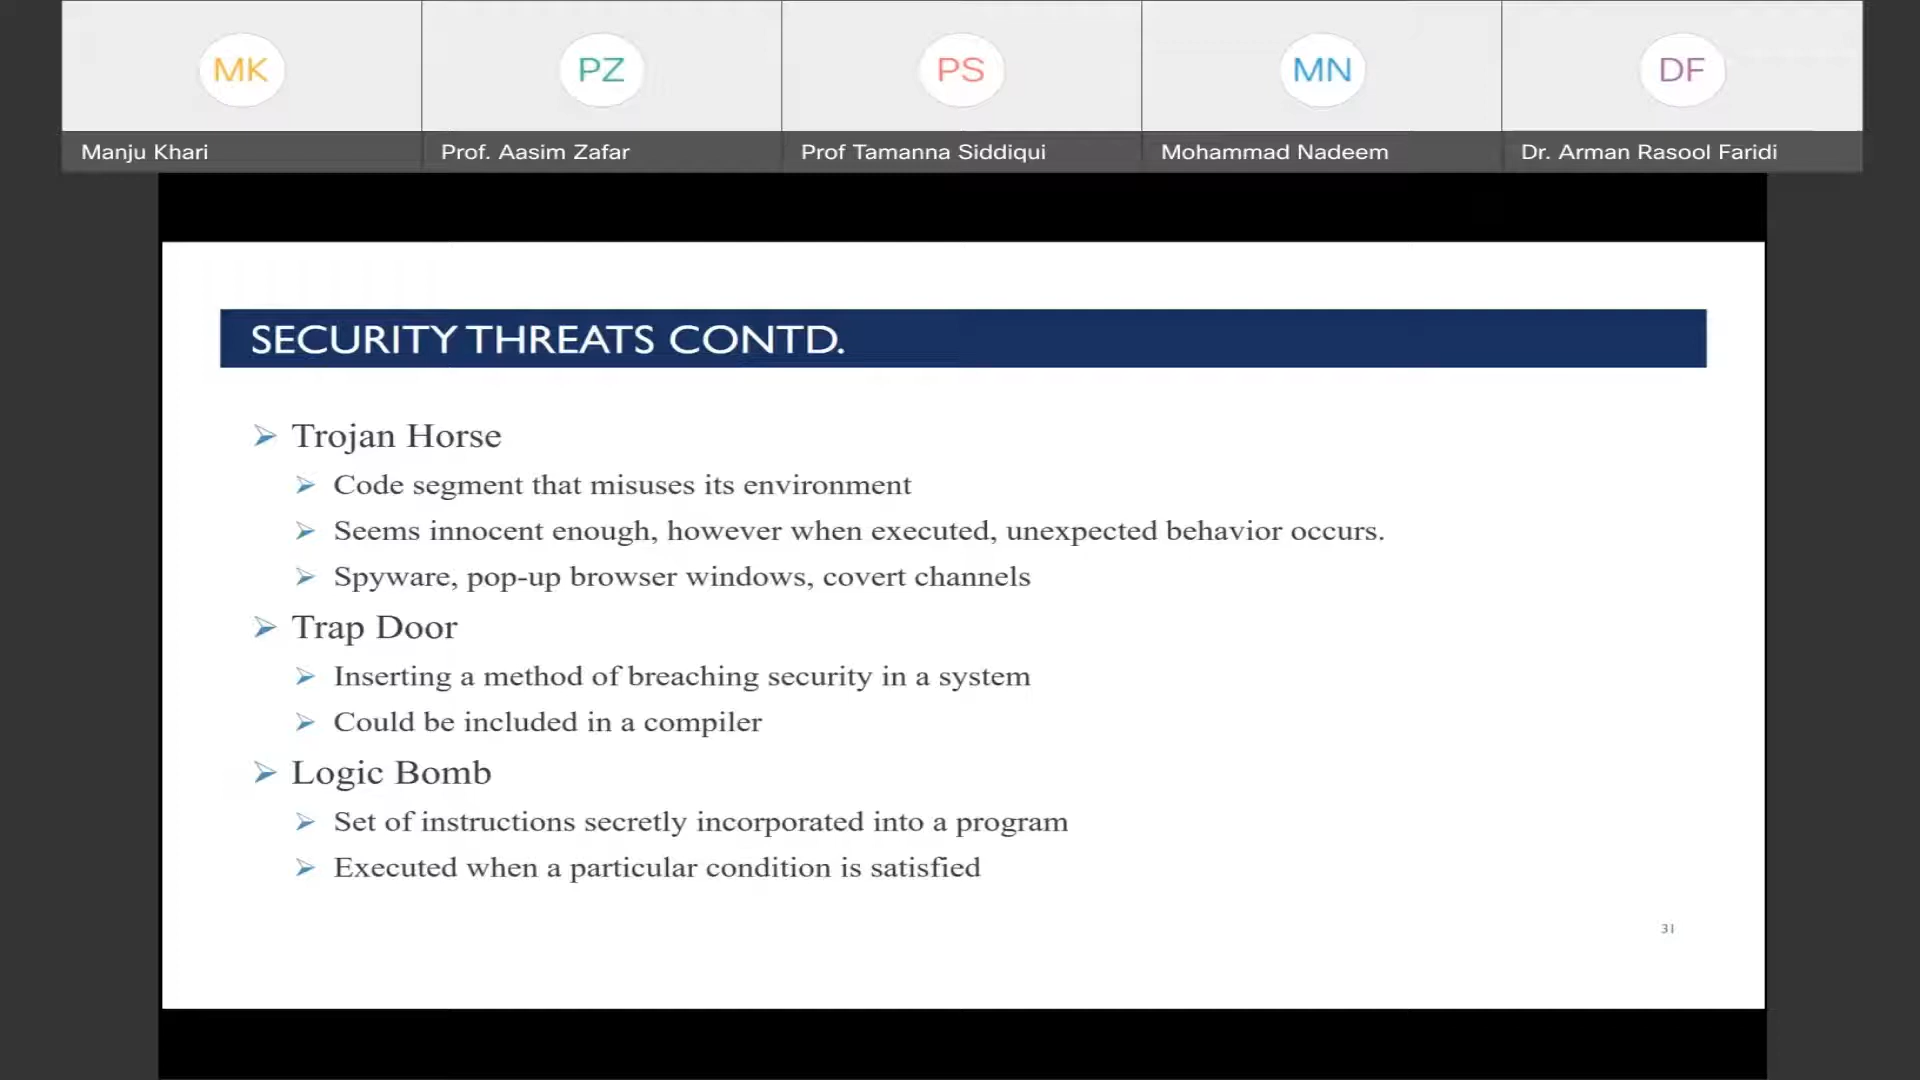 MK
PZ
PS
MN
DF
Manju Khari
Prof. Aasim Zafar
Prof Tamanna Siddiqui
Mohammad Nadeem
Dr. Arman Rasool Faridi
SECURITY THREATS CONTD.
Trojan Horse
Code segment that misuses its environment
Seems innocent enough, however when executed, unexpected behavior occurs.
Spyware, pop-up browser windows, covert channels
Trap Door
Inserting a method of breaching security in a system
Could be included in a compiler
Logic Bomb
Set of instructions secretly incorporated into a program
Executed when a particular condition is satisfied
31